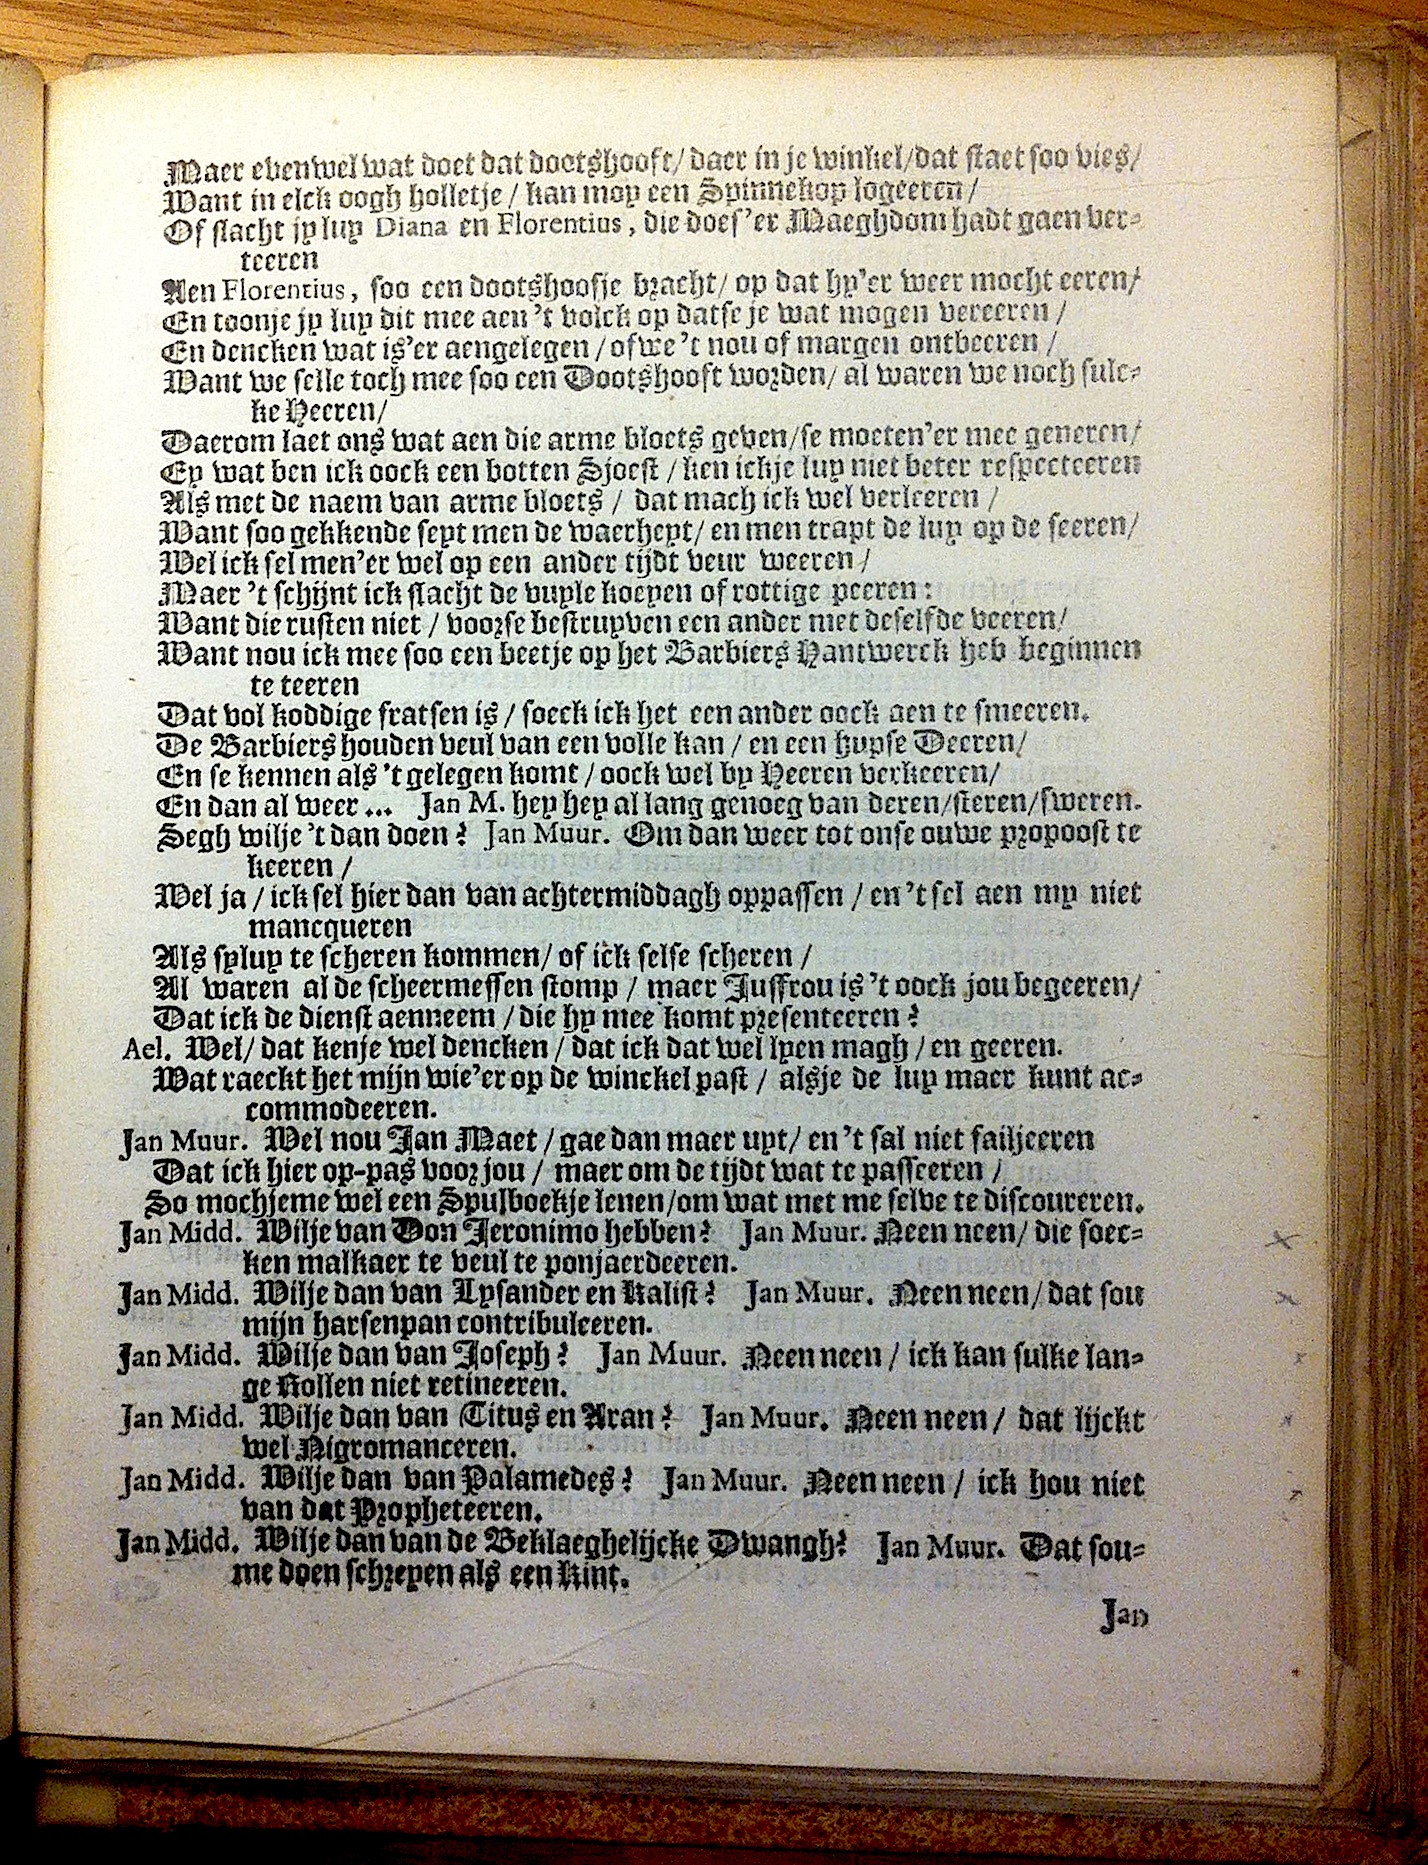 Maer evenwel wat doet dat dootshooft/ daer in je winkel/dat staet soo vies/
Want in elck oogh holletje / kan moy een Spinnekop logeeren /
Of slacht jy luy Diana en Florentius, die does'er Maeghdom hadt gaen ver-
teeren
Aen Florentius, soo een dootshoofje bracht/ op dat hy'er weer mocht eeren/
En toonje jy luy dit mee aen 't volck op datse je wat mogen vereeren /
En dencken wat is'er aengelegen / ofwe 't nou of margen ontbeeren /
Want we selle toch mee soo een Dootshooft worden/ al waren we noch sulc-
ke Heeren/
Daerom laet ons wat aen die arme bloets geven/se moeten'er mee generen/
Ey wat ben ick oock een botten Sjoest / ken ickje luy niet beter respecteeren
Als met de naem van arme bloets / dat mach ick wel verleeren /
Want soo gekkende seyt men de waerheyt/ en men trapt de luy op de seeren/
Wel ick sel men'er wel op een ander tijdt veur weeren /
Maer 't schijnt ick slacht de vuyle koeyen of rottige peeren :
Want die rusten niet / voorse bestruyven een ander met deselfde veeren/
Want nou ick mee soo een beetje op het Barbiers Hantwerck heb beginnen
te teeren
Dat vol koddige fratsen is / soeck ick het een ander oock aen te smeeren.
De Barbiers houden veul van een volle kan / en een hupse Deeren/
En se kennen als 't gelegen komt / oock wel by Heeren verkeeren/
En dan al weer ... Jan M. hey hey al lang genoeg van deren/steren/sweren.
Segh wilje 't dan doen? Jan Muur. Om dan weer tot onse ouwe propoost te
keeren /
Wel ja / ick sel hier dan van achtermiddagh oppassen / en 't sel aen my niet
mancqueren
Als syluy te scheren kommen/ of ick selse scheren /
Al waren al de scheermessen stomp / maer Juffrou is 't oock jou begeeren/
Dat ick de dienst aenneem / die hy mee komt presenteeren?
Ael. Wel/ dat kenje wel dencken / dat ick dat wel lyen magh / en geeren.
Wat raeckt het mijn wie'er op de winckel past / alsje de luy maer kunt ac-
commodeeren.
Jan Muur. Wel nou Jan Maet / gae dan maer uyt/ en 't sal niet failjeeren
Dat ick hier op-pas voor jou / maer om de tijdt wat te passeeren /
So mochjeme wel een Spulboekje lenen/om wat met me selve te discoureren.
Jan Midd. Wilje van Don Jeronimo hebben? Jan Muur. Neen neen/ die soec-
ken malkaer te veul te ponjaerdeeren.
Jan Midd. Wilje dan van Lysander en Kalist? Jan Muur. Neen neen/ dat sou
mijn harsenpan contribuleeren.
Jan Midd. Wilje dan van Joseph? Jan Muur. Neen neen / ick kan sulke lan-
ge Rollen niet retineeren.
Jan Midd. Wilje dan van Titus en Aran? Jan Muur. Neen neen / dat lijckt
wel Nigromanceren.
Jan Midd. Wilje dan van Palamedes? Jan Muur. Neen neen / ick hou niet
van dat Propheteeren.
Jan Midd. Wilje dan van de Beklaeghelijcke Dwangh? Jan Muur. Dat sou-
me doen schreyen als een Kint.
Jan